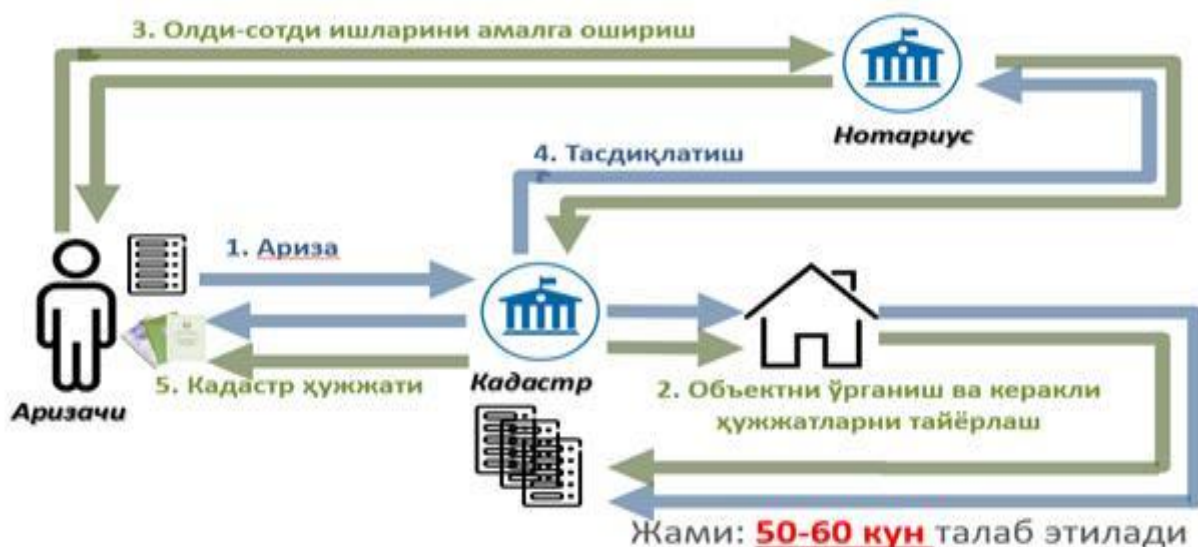 3. Олди-сотди ишларини амалга ошириш
Нотариус
4. Тасдиқлатиш
1. Ариза
5. Кадастр ҳужжати
Аризачи
Кадастр
2. Объектни ўрганиш ва керакли
ҳужжатларни тайёрлаш
Жами: 50-60 кун талаб этилади